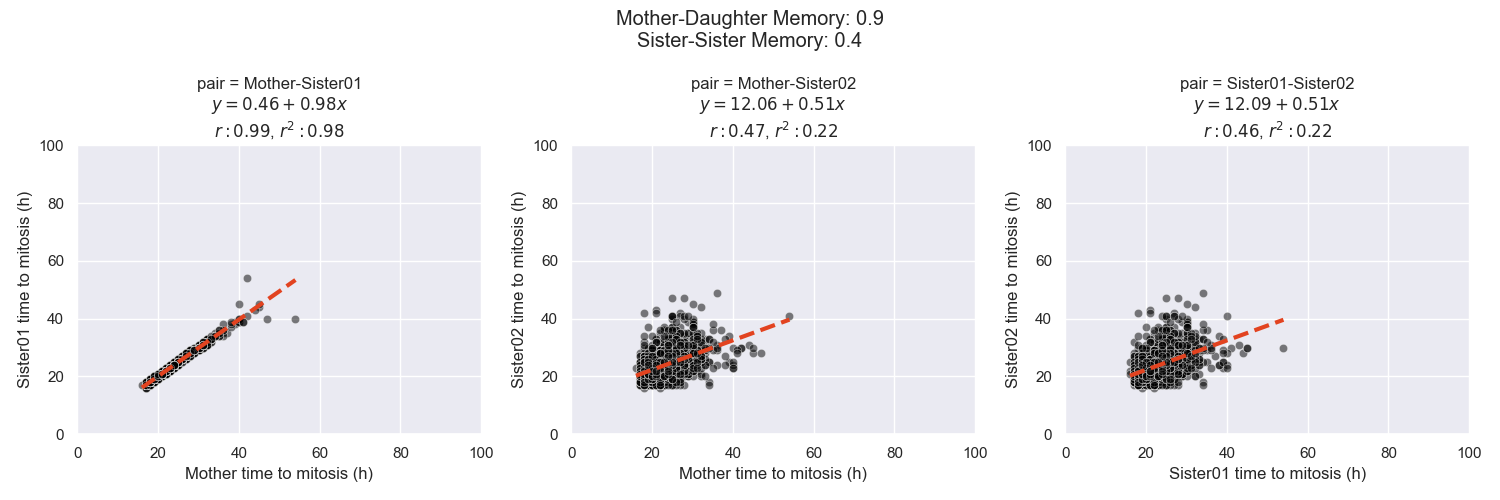 Mother-Daughter Memory: 0.9
Sister-Sister Memory: 0.4
pair = Mother-Sister01
y = 0.46 + 0.98x
r : 0.99, r² : 0.98
100
80
60
40
20
0
0 20 40 60 80 100
Sister01 time to mitosis (h)
Mother time to mitosis (h)
pair = Mother-Sister02
y = 12.06 + 0.51x
r : 0.47, r² : 0.22
100
80
60
40
20
0
0 20 40 60 80 100
Sister02 time to mitosis (h)
Mother time to mitosis (h)
pair = Sister01-Sister02
y = 12.09 + 0.51x
r : 0.46, r² : 0.22
100
80
60
40
20
0
0 20 40 60 80 100
Sister02 time to mitosis (h)
Sister01 time to mitosis (h)